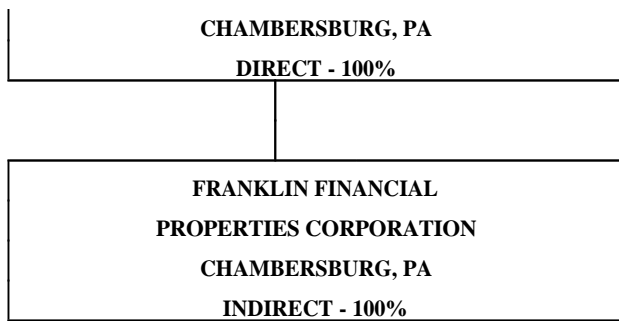 CHAMBERSBURG, PA
DIRECT - 100%
FRANKLIN FINANCIAL
PROPERTIES CORPORATION
CHAMBERSBURG, PA
INDIRECT - 100%